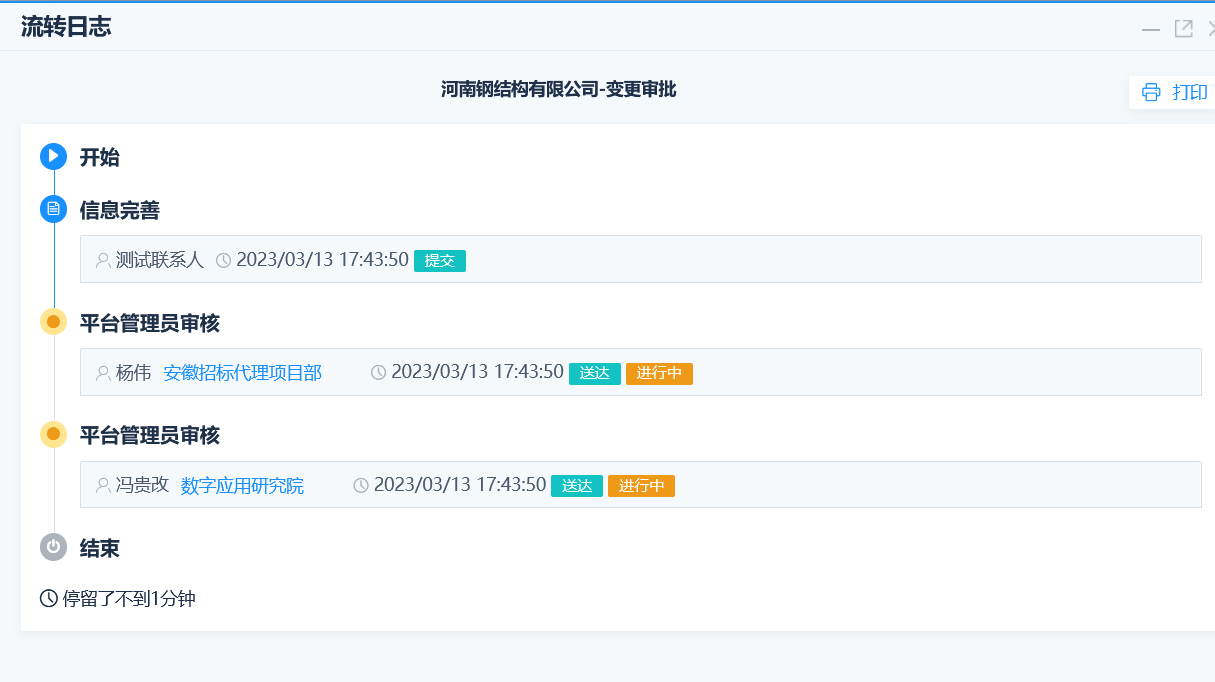 流转日志
河南钢结构有限公司-变更审批
打印
开始
信息完善
测试联系人 2023/03/13 17:43:50 提交
平台管理员审核
杨伟 安徽招标代理项目部 2023/03/13 17:43:50 送达 进行中
平台管理员审核
冯贵改 数字应用研究院 2023/03/13 17:43:50 送达 进行中
结束
停留了不到1分钟